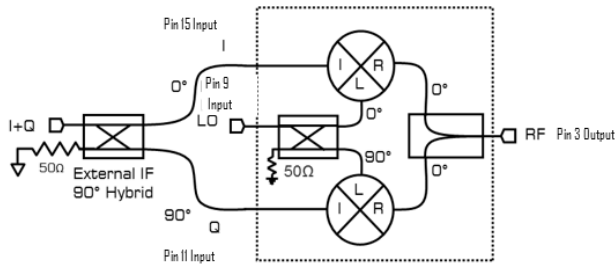 Pin 15 Input
I
I
R
L
0°
0°
Pin 9
Input
0°
I+Q
LO
RF
Pin 3 Output
50Ω
External IF
90° Hybrid
50Ω
90°
0°
L
I
R
90°
Q
Pin 11 Input